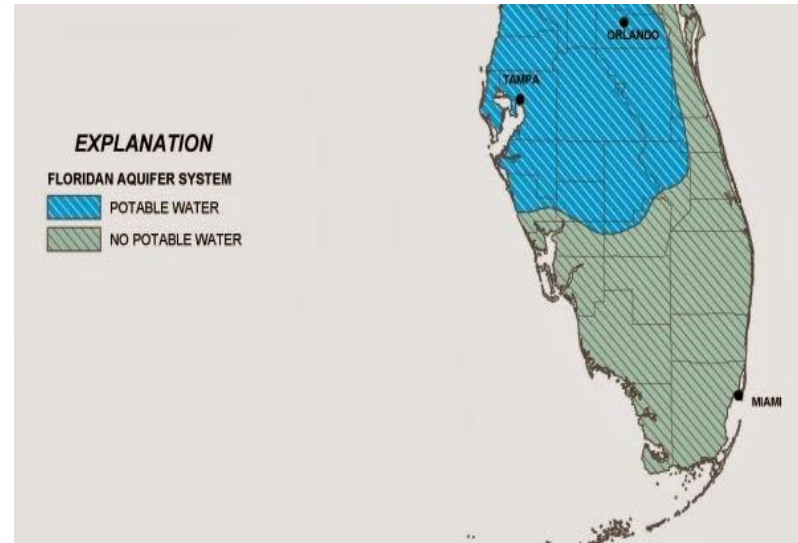 ORLANDO
TAMPA
EXPLANATION
FLORIDAN AQUIFER SYSTEM
POTABLE WATER
NO POTABLE WATER
MIAMI